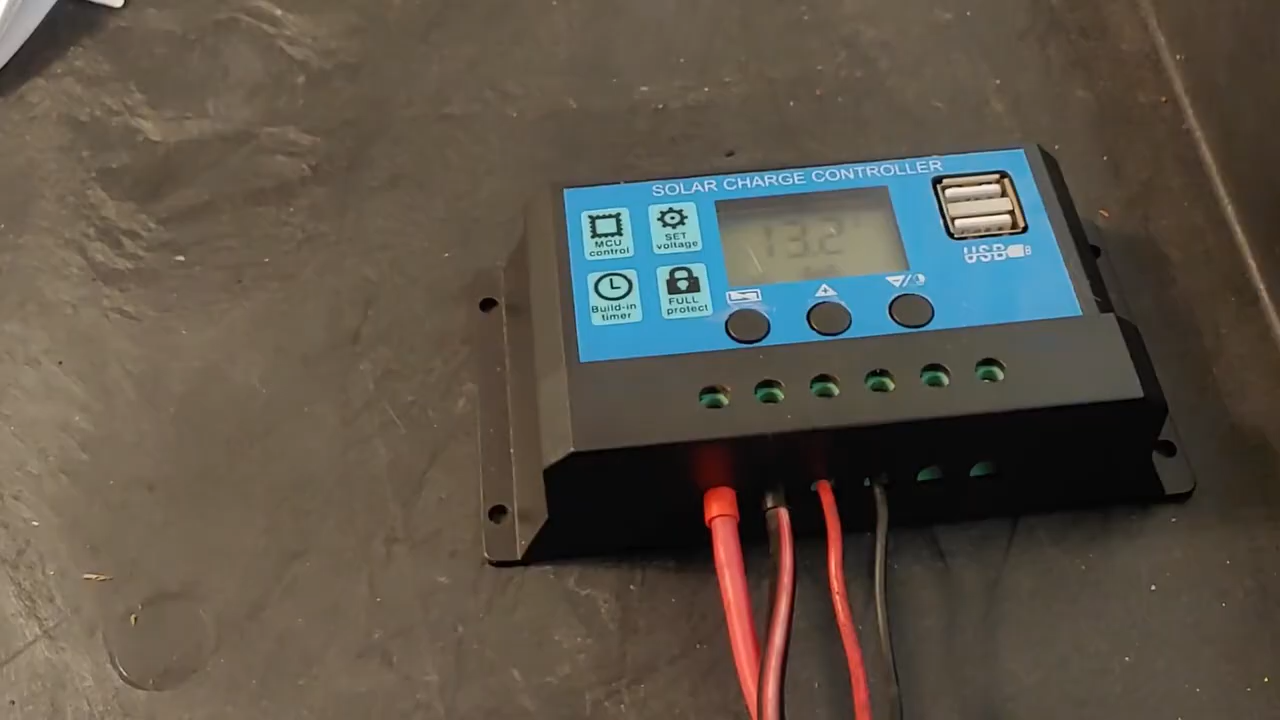 SOLAR CHARGE CONTROLLER
MCU
control
SET
voltage
Build-in
timer
FULL
protect
13.2
USB